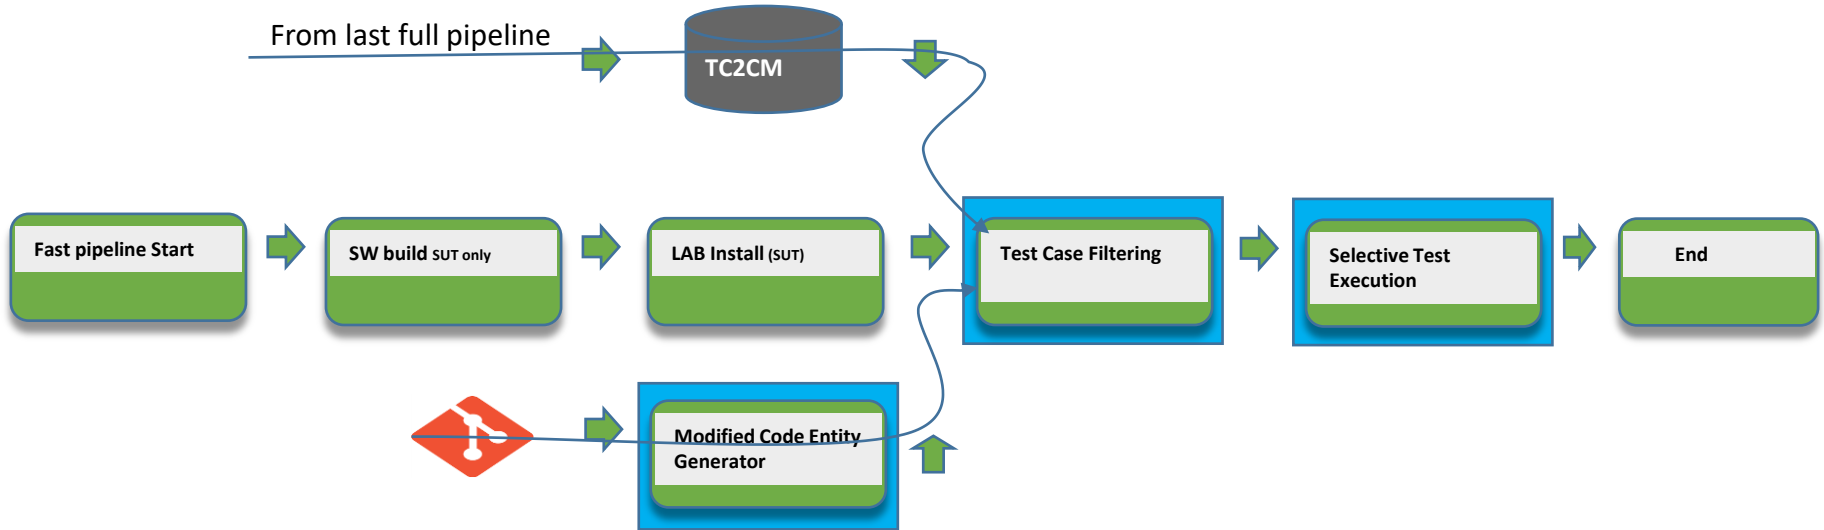 From last full pipeline
TC2CM
Fast pipeline Start
SW build SUT only
LAB Install (SUT)
Test Case Filtering
Selective Test
Execution
End
Modified Code Entity
Generator